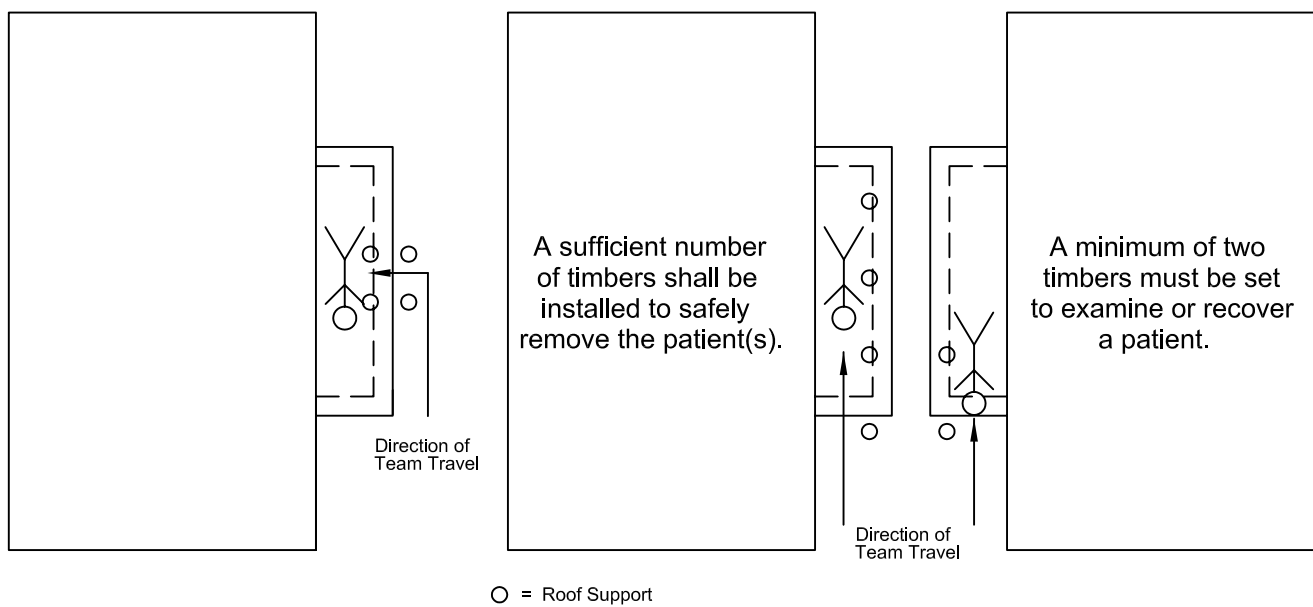 A sufficient number
of timbers shall be
installed to safely
remove the patient(s).
A minimum of two
timbers must be set
to examine or recover
a patient.
Direction of
Team Travel
Direction of
Team Travel
= Roof Support